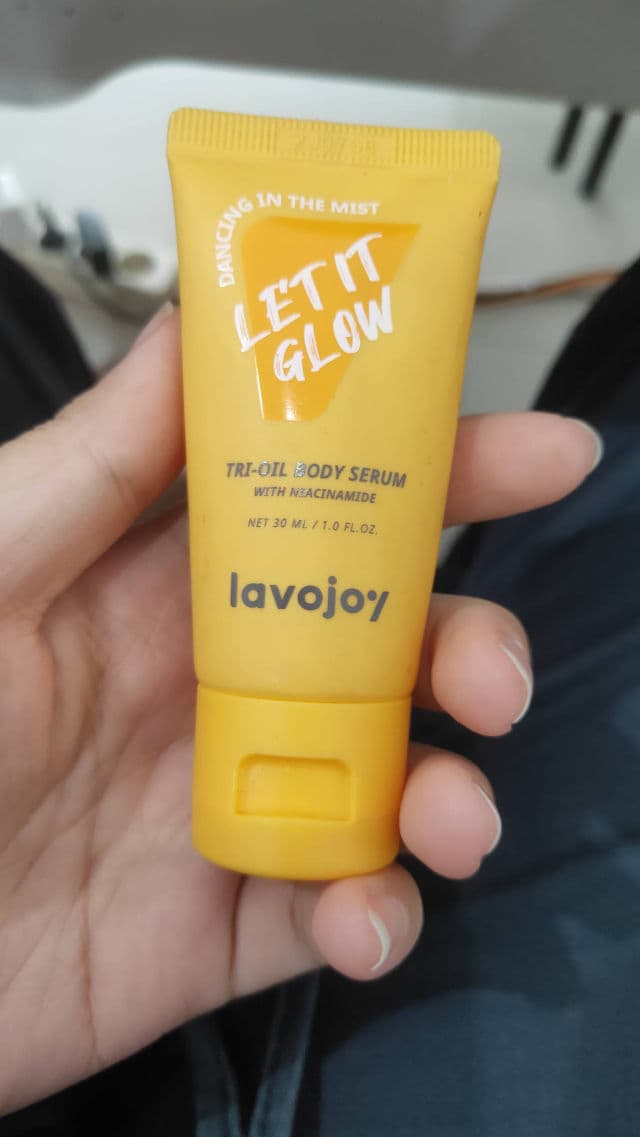 DANCING IN THE MIST
LET IT
GLOW
TRI-OIL BODY SERUM
WITH NIACINAMIDE
NET 30 ML / 1.0 FL.OZ.
lavojoy